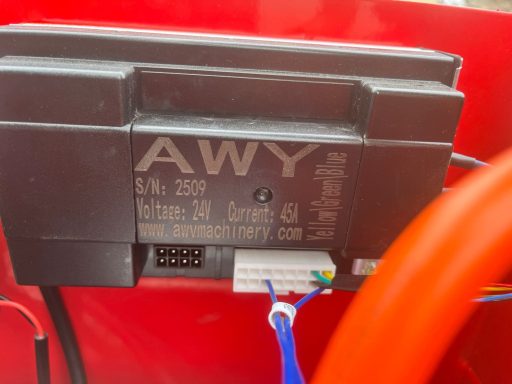 AWY
S/N: 2509
Voltage: 24V Current: 45A
www.awymachinery.com
Yellow|Green|Blue